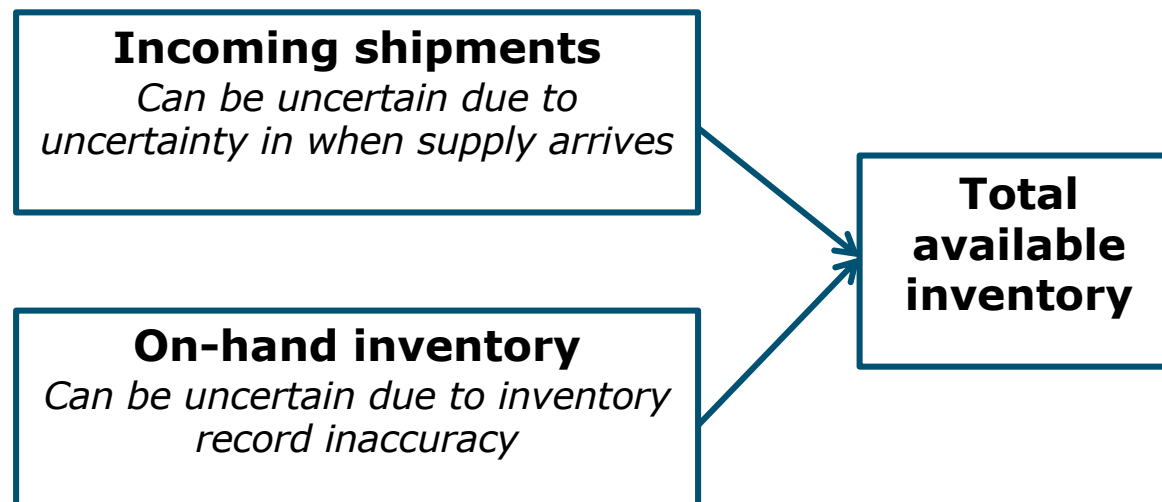 Incoming shipments
Can be uncertain due to
uncertainty in when supply arrives
Total
available
inventory
On-hand inventory
Can be uncertain due to inventory
record inaccuracy